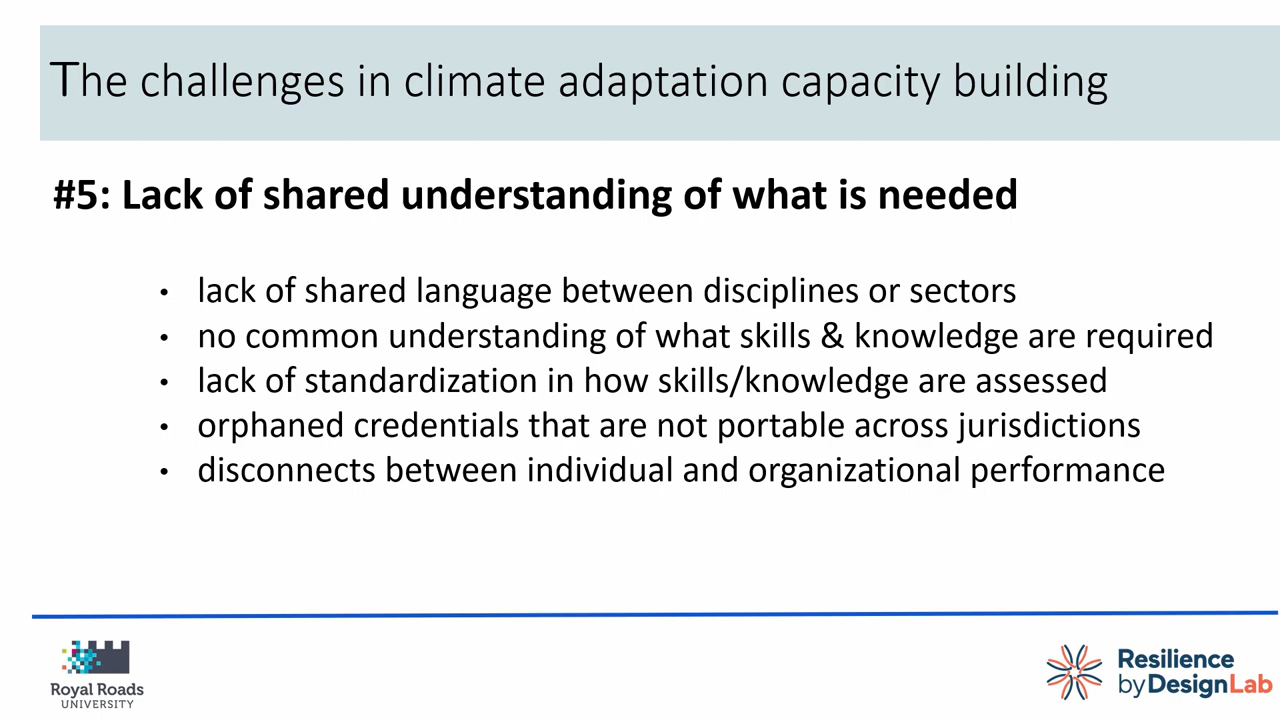 The challenges in climate adaptation capacity building
#5: Lack of shared understanding of what is needed
• lack of shared language between disciplines or sectors
• no common understanding of what skills & knowledge are required
• lack of standardization in how skills/knowledge are assessed
• orphaned credentials that are not portable across jurisdictions
• disconnects between individual and organizational performance
Royal Roads
UNIVERSITY
Resilience
byDesignLab